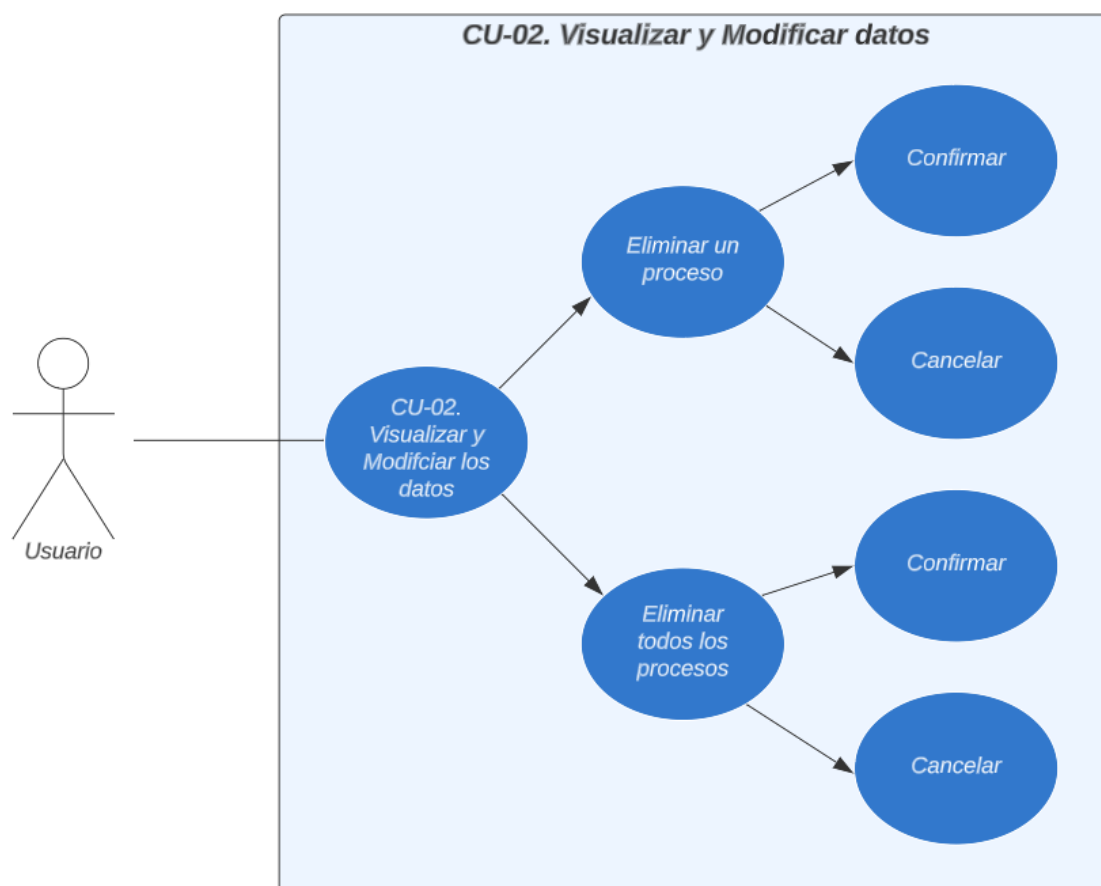 CU-02. Visualizar y Modificar datos
Confirmar
Eliminar un
proceso
Cancelar
CU-02.
Visualizar y
Modifciar los
datos
Usuario
Confirmar
Eliminar
todos los
procesos
Cancelar